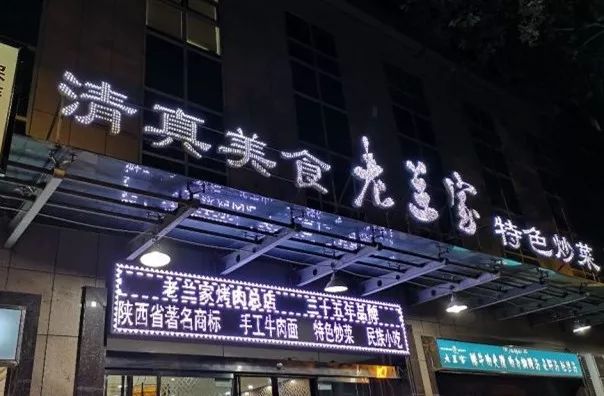 清真美食 老兰家 特色炒菜
老兰家烤肉总店 三十五年品牌
陕西省著名商标 手工牛肉面 特色炒菜 民族小吃